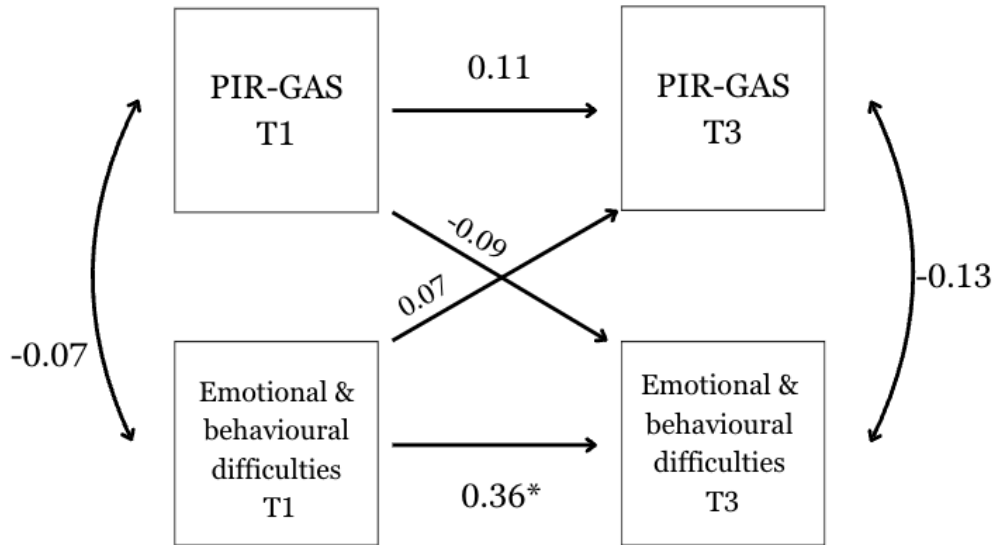 PIR-GAS
T1
0.11
PIR-GAS
T3
-0.09
0.07
-0.07
-0.13
Emotional &
behavioural
difficulties
T1
0.36*
Emotional &
behavioural
difficulties
T3